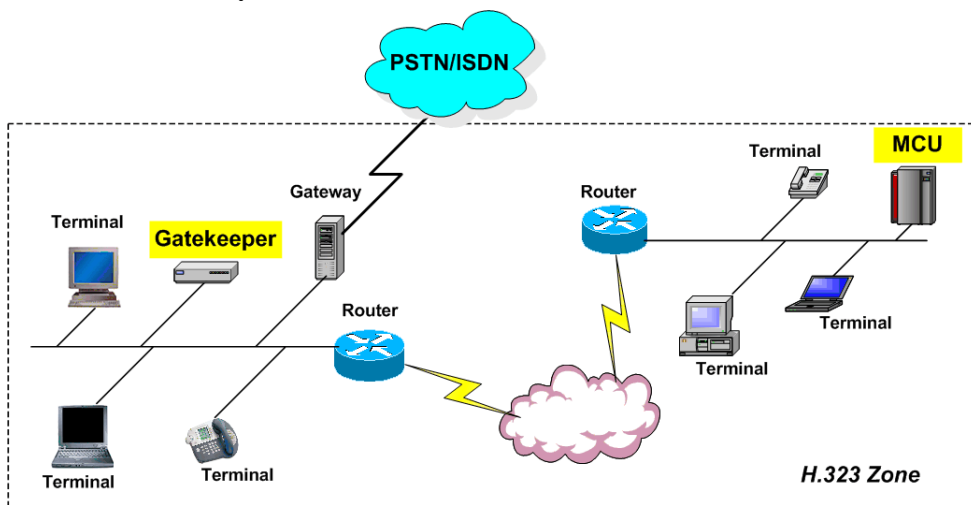 PSTN/ISDN
Terminal
MCU
Gateway
Router
Terminal
Gatekeeper
Router
Terminal
Terminal
Terminal
Terminal
H.323 Zone